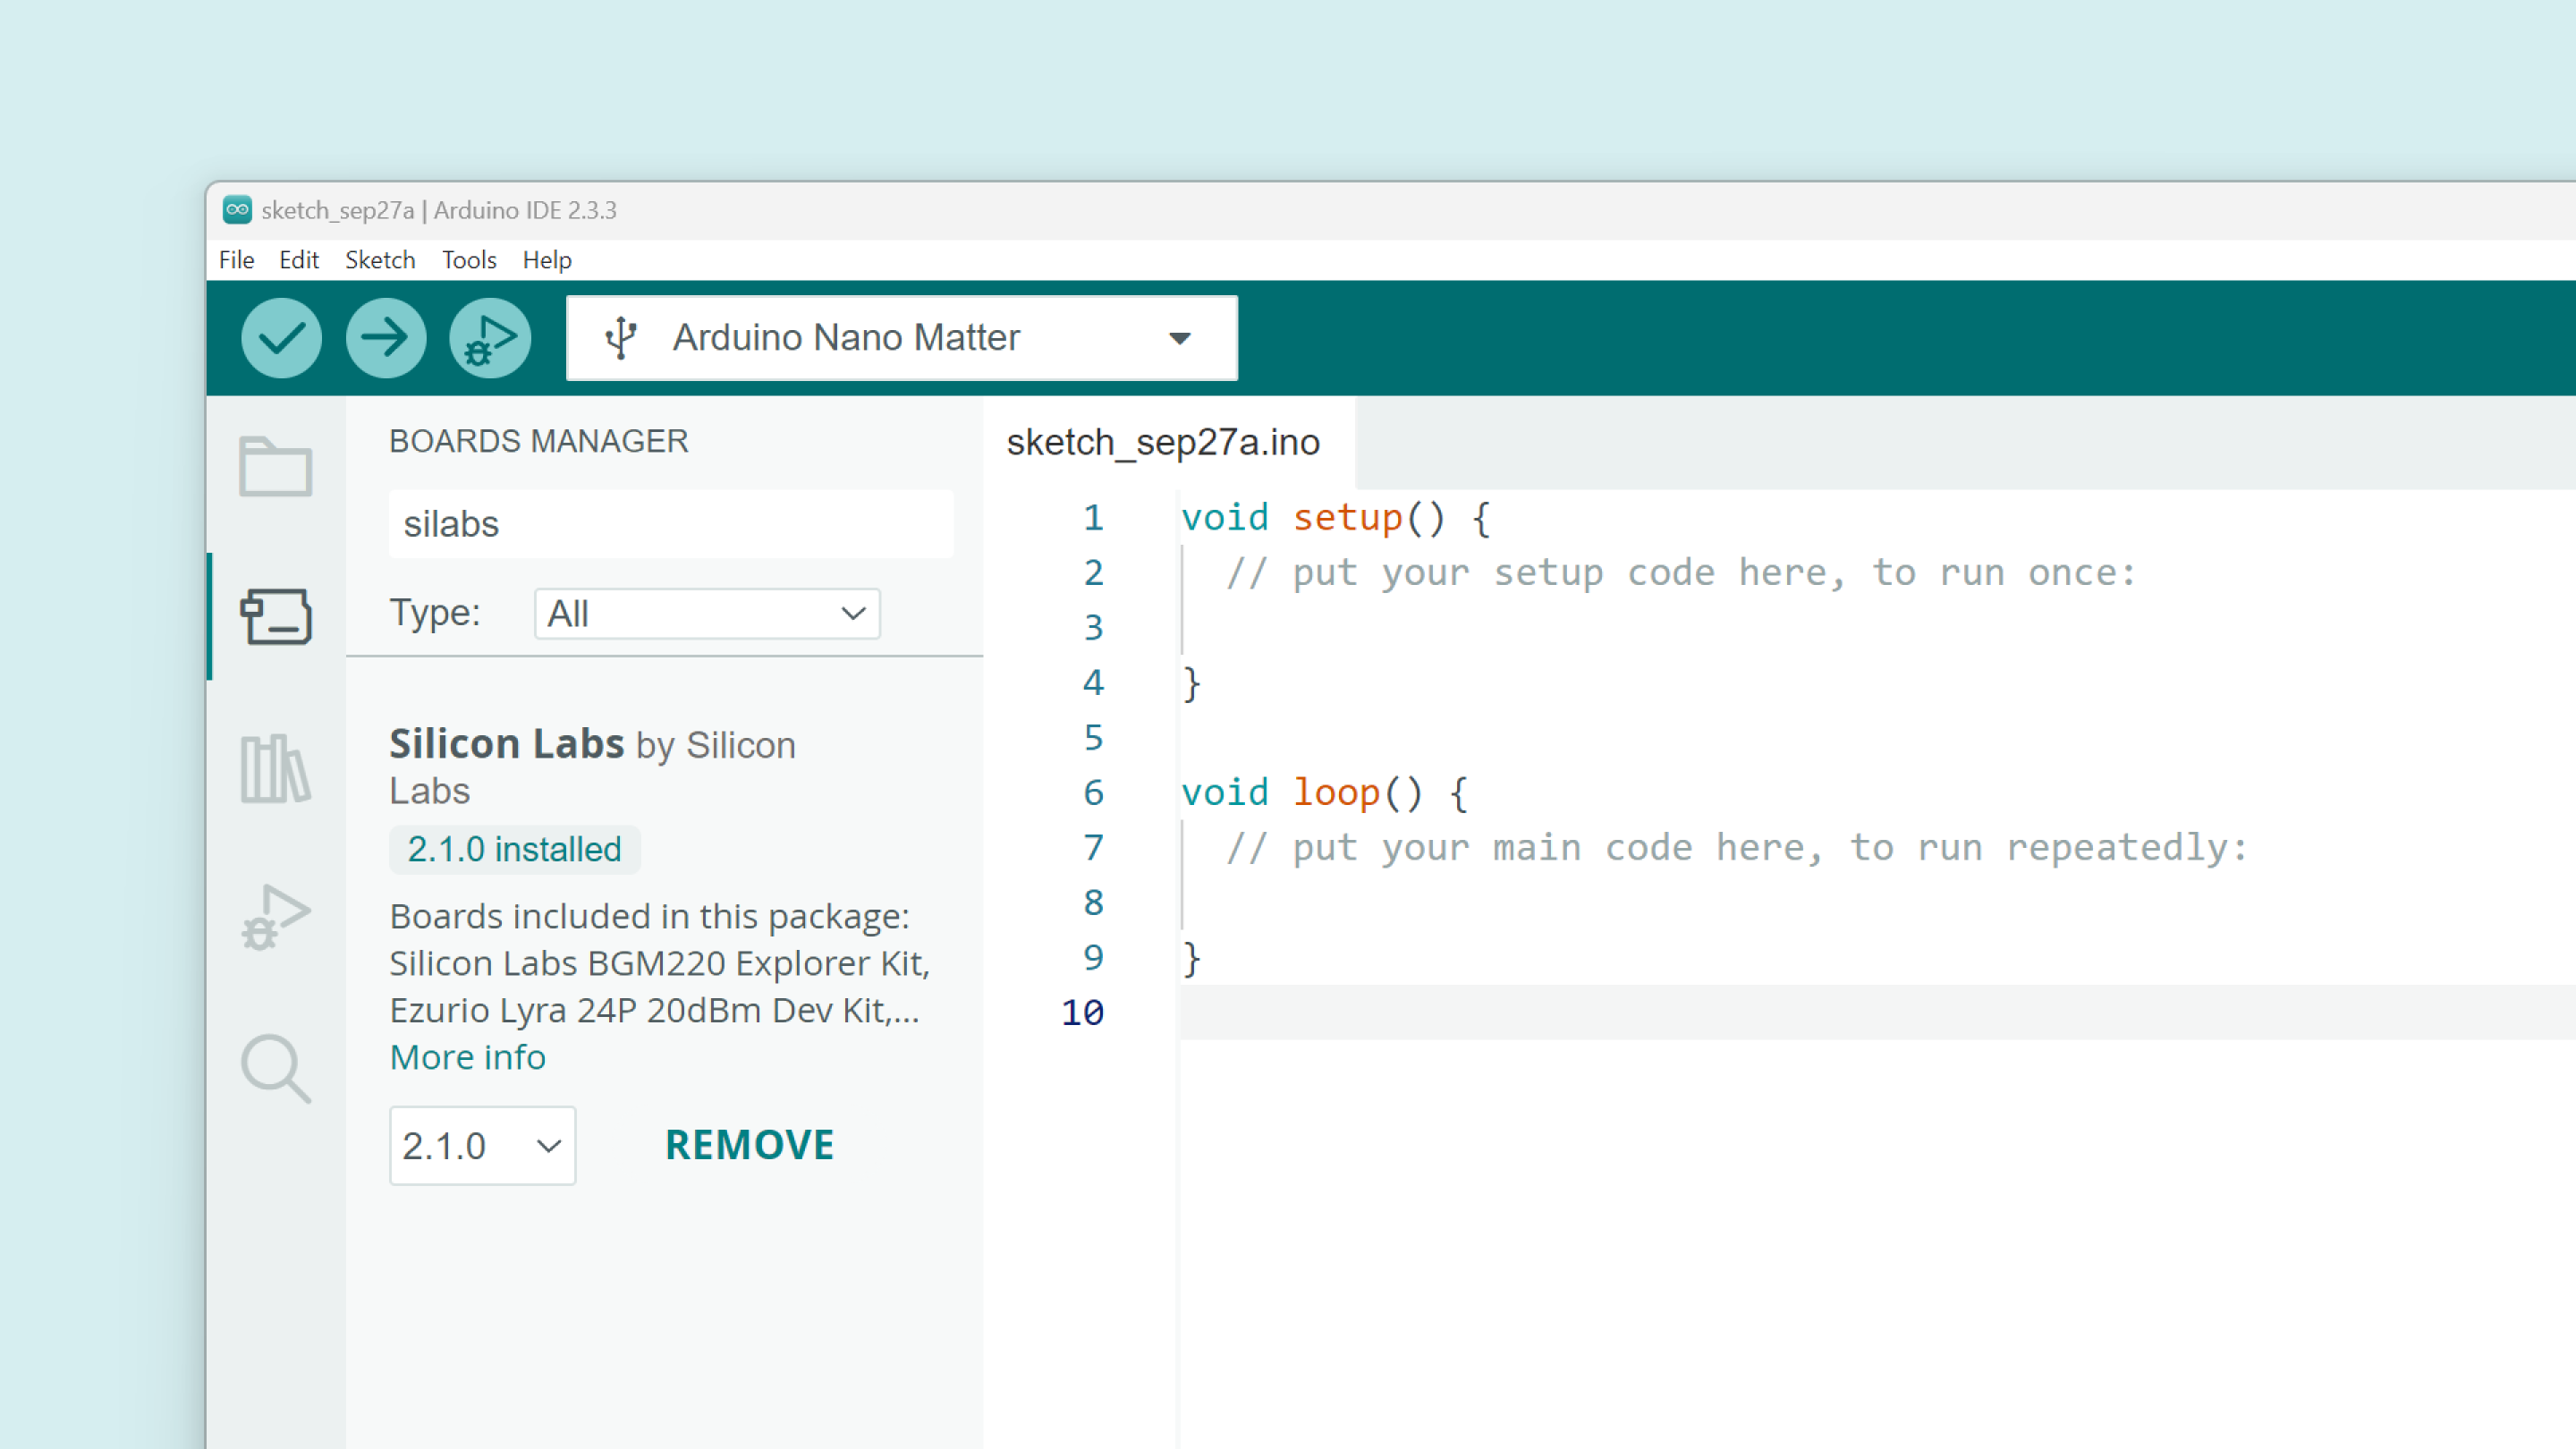 sketch_sep27a | Arduino IDE 2.3.3
File Edit Sketch Tools Help
Arduino Nano Matter
BOARDS MANAGER
silabs
Type: All
Silicon Labs by Silicon
Labs
2.1.0 installed
Boards included in this package:
Silicon Labs BGM220 Explorer Kit,
Ezurio Lyra 24P 20dBm Dev Kit,...
More info
2.1.0 REMOVE
sketch_sep27a.ino
1 void setup() {
2 // put your setup code here, to run once:
3
4 }
5
6 void loop() {
7 // put your main code here, to run repeatedly:
8
9 }
10